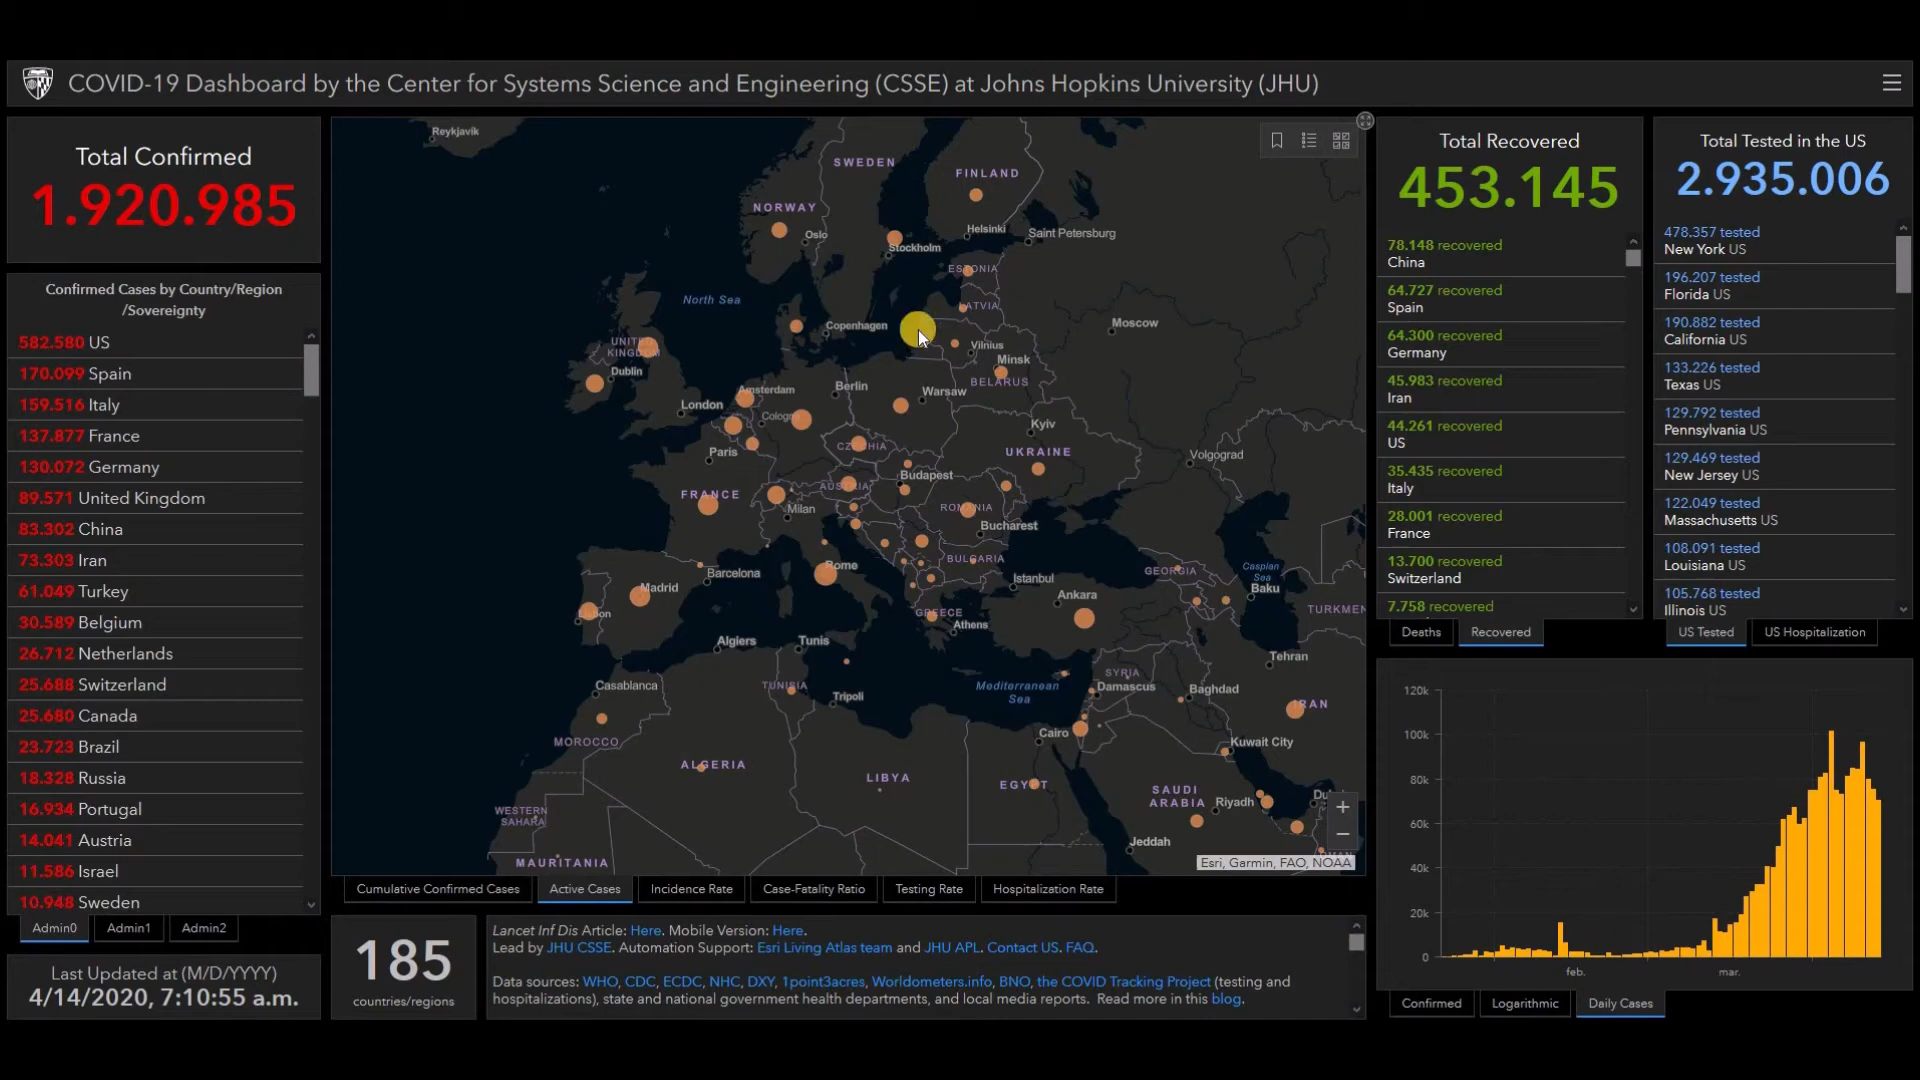 COVID-19 Dashboard by the Center for Systems Science and Engineering (CSSE) at Johns Hopkins University (JHU)
Total Confirmed
1.920.985
Confirmed Cases by Country/Region
/Sovereignty
582.580 US
170.099 Spain
159.516 Italy
137.877 France
130.072 Germany
89.571 United Kingdom
83.302 China
73.303 Iran
61.049 Turkey
30.589 Belgium
26.712 Netherlands
25.688 Switzerland
25.680 Canada
23.723 Brazil
18.328 Russia
16.934 Portugal
14.041 Austria
11.586 Israel
10.948 Sweden
Admin0
Admin1
Admin2
Last Updated at (M/D/YYYY)
4/14/2020, 7:10:55 a.m.
Reykjavík
SWEDEN
FINLAND
NORWAY
Oslo
Helsinki
Saint Petersburg
Stockholm
ESTONIA
North Sea
LATVIA
Copenhagen
Moscow
UNITED
KINGDOM
Vilnius
Minsk
Dublin
BELARUS
Amsterdam
Berlin
Warsaw
London
Cologne
Kyiv
CZECHIA
Paris
UKRAINE
Volgograd
Budapest
AUSTRIA
FRANCE
Milan
ROMANIA
Bucharest
BULGARIA
Rome
Barcelona
GEORGIA
Caspian
Sea
Istanbul
Madrid
Ankara
Baku
Lisbon
GREECE
TURKMEN
Athens
Algiers
Tunis
Tehran
SYRIA
Casablanca
TUNISIA
Mediterranean
Sea
Damascus
Baghdad
Tripoli
IRAN
Cairo
MOROCCO
Kuwait City
ALGERIA
LIBYA
EGYPT
SAUDI
ARABIA
Riyadh
WESTERN
SAHARA
Jeddah
MAURITANIA
+
−
Esri, Garmin, FAO, NOAA
Cumulative Confirmed Cases
Active Cases
Incidence Rate
Case-Fatality Ratio
Testing Rate
Hospitalization Rate
185
countries/regions
Lancet Inf Dis Article: Here. Mobile Version: Here.
Lead by JHU CSSE. Automation Support: Esri Living Atlas team and JHU APL. Contact US. FAQ.
Data sources: WHO, CDC, ECDC, NHC, DXY, 1point3acres, Worldometers.info, BNO, the COVID Tracking Project (testing and
hospitalizations), state and national government health departments, and local media reports. Read more in this blog.
Total Recovered
453.145
78.148 recovered
China
64.727 recovered
Spain
64.300 recovered
Germany
45.983 recovered
Iran
44.261 recovered
US
35.435 recovered
Italy
28.001 recovered
France
13.700 recovered
Switzerland
7.758 recovered
Deaths
Recovered
Total Tested in the US
2.935.006
478.357 tested
New York US
196.207 tested
Florida US
190.882 tested
California US
133.226 tested
Texas US
129.792 tested
Pennsylvania US
129.469 tested
New Jersey US
122.049 tested
Massachusetts US
108.091 tested
Louisiana US
105.768 tested
Illinois US
US Tested
US Hospitalization
120k
100k
80k
60k
40k
20k
0
feb.
mar.
Confirmed
Logarithmic
Daily Cases